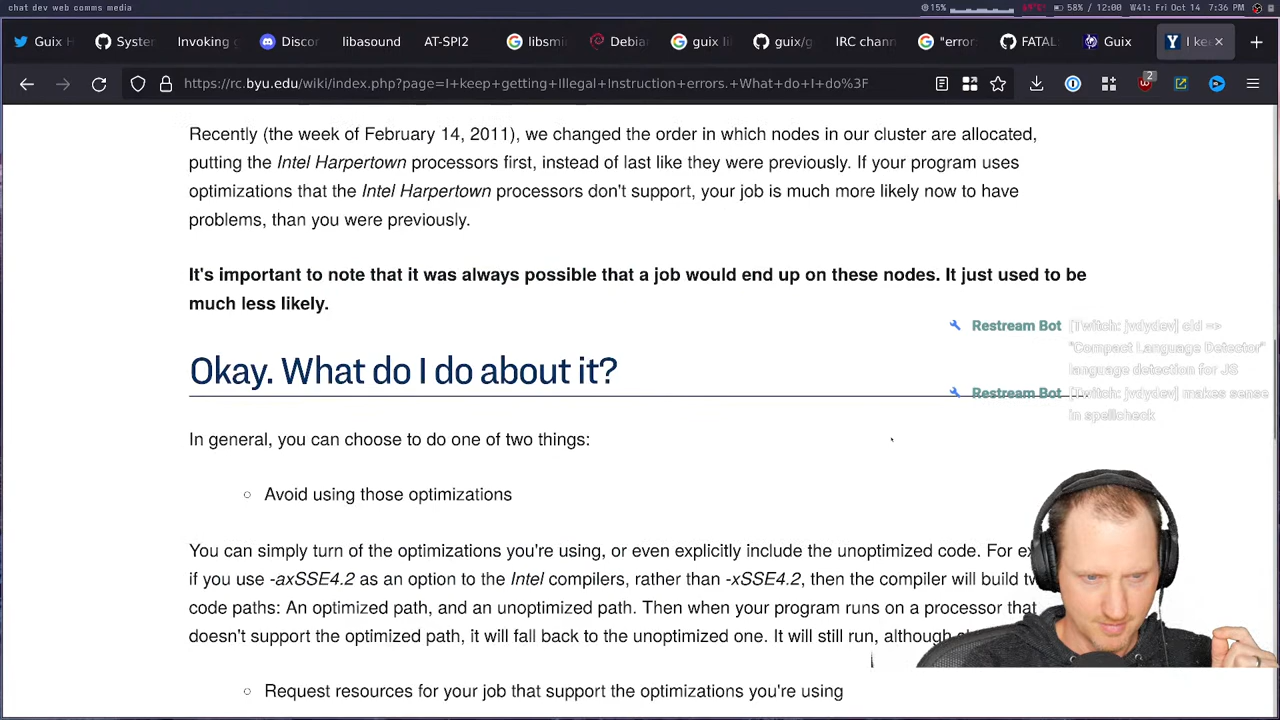 chat dev web comms media
15%
58% / 12:00 W41: Fri Oct 14 7:36 PM
Guix H
System
Invoking g
Discor
libasound
AT-SPI2
libsmi
Debia
guix li
guix/g
IRC chann
"error:
FATAL:
Guix
I kee
https://rc.byu.edu/wiki/index.php?page=I+keep+getting+Illegal+Instruction+errors.+What+do+I+do%3F
2
Recently (the week of February 14, 2011), we changed the order in which nodes in our cluster are allocated,
putting the Intel Harpertown processors first, instead of last like they were previously. If your program uses
optimizations that the Intel Harpertown processors don't support, your job is much more likely now to have
problems, than you were previously.
It's important to note that it was always possible that a job would end up on these nodes. It just used to be
much less likely.
Restream Bot [Twitch: jvdydev] cld =>
"Compact Language Detector"
language detection for JS
Okay. What do I do about it?
Restream Bot [Twitch: jvdydev] makes sense
in spellcheck
In general, you can choose to do one of two things:
Avoid using those optimizations
You can simply turn of the optimizations you're using, or even explicitly include the unoptimized code. For ex
if you use -axSSE4.2 as an option to the Intel compilers, rather than -xSSE4.2, then the compiler will build tw
code paths: An optimized path, and an unoptimized path. Then when your program runs on a processor that
doesn't support the optimized path, it will fall back to the unoptimized one. It will still run, although
Request resources for your job that support the optimizations you're using